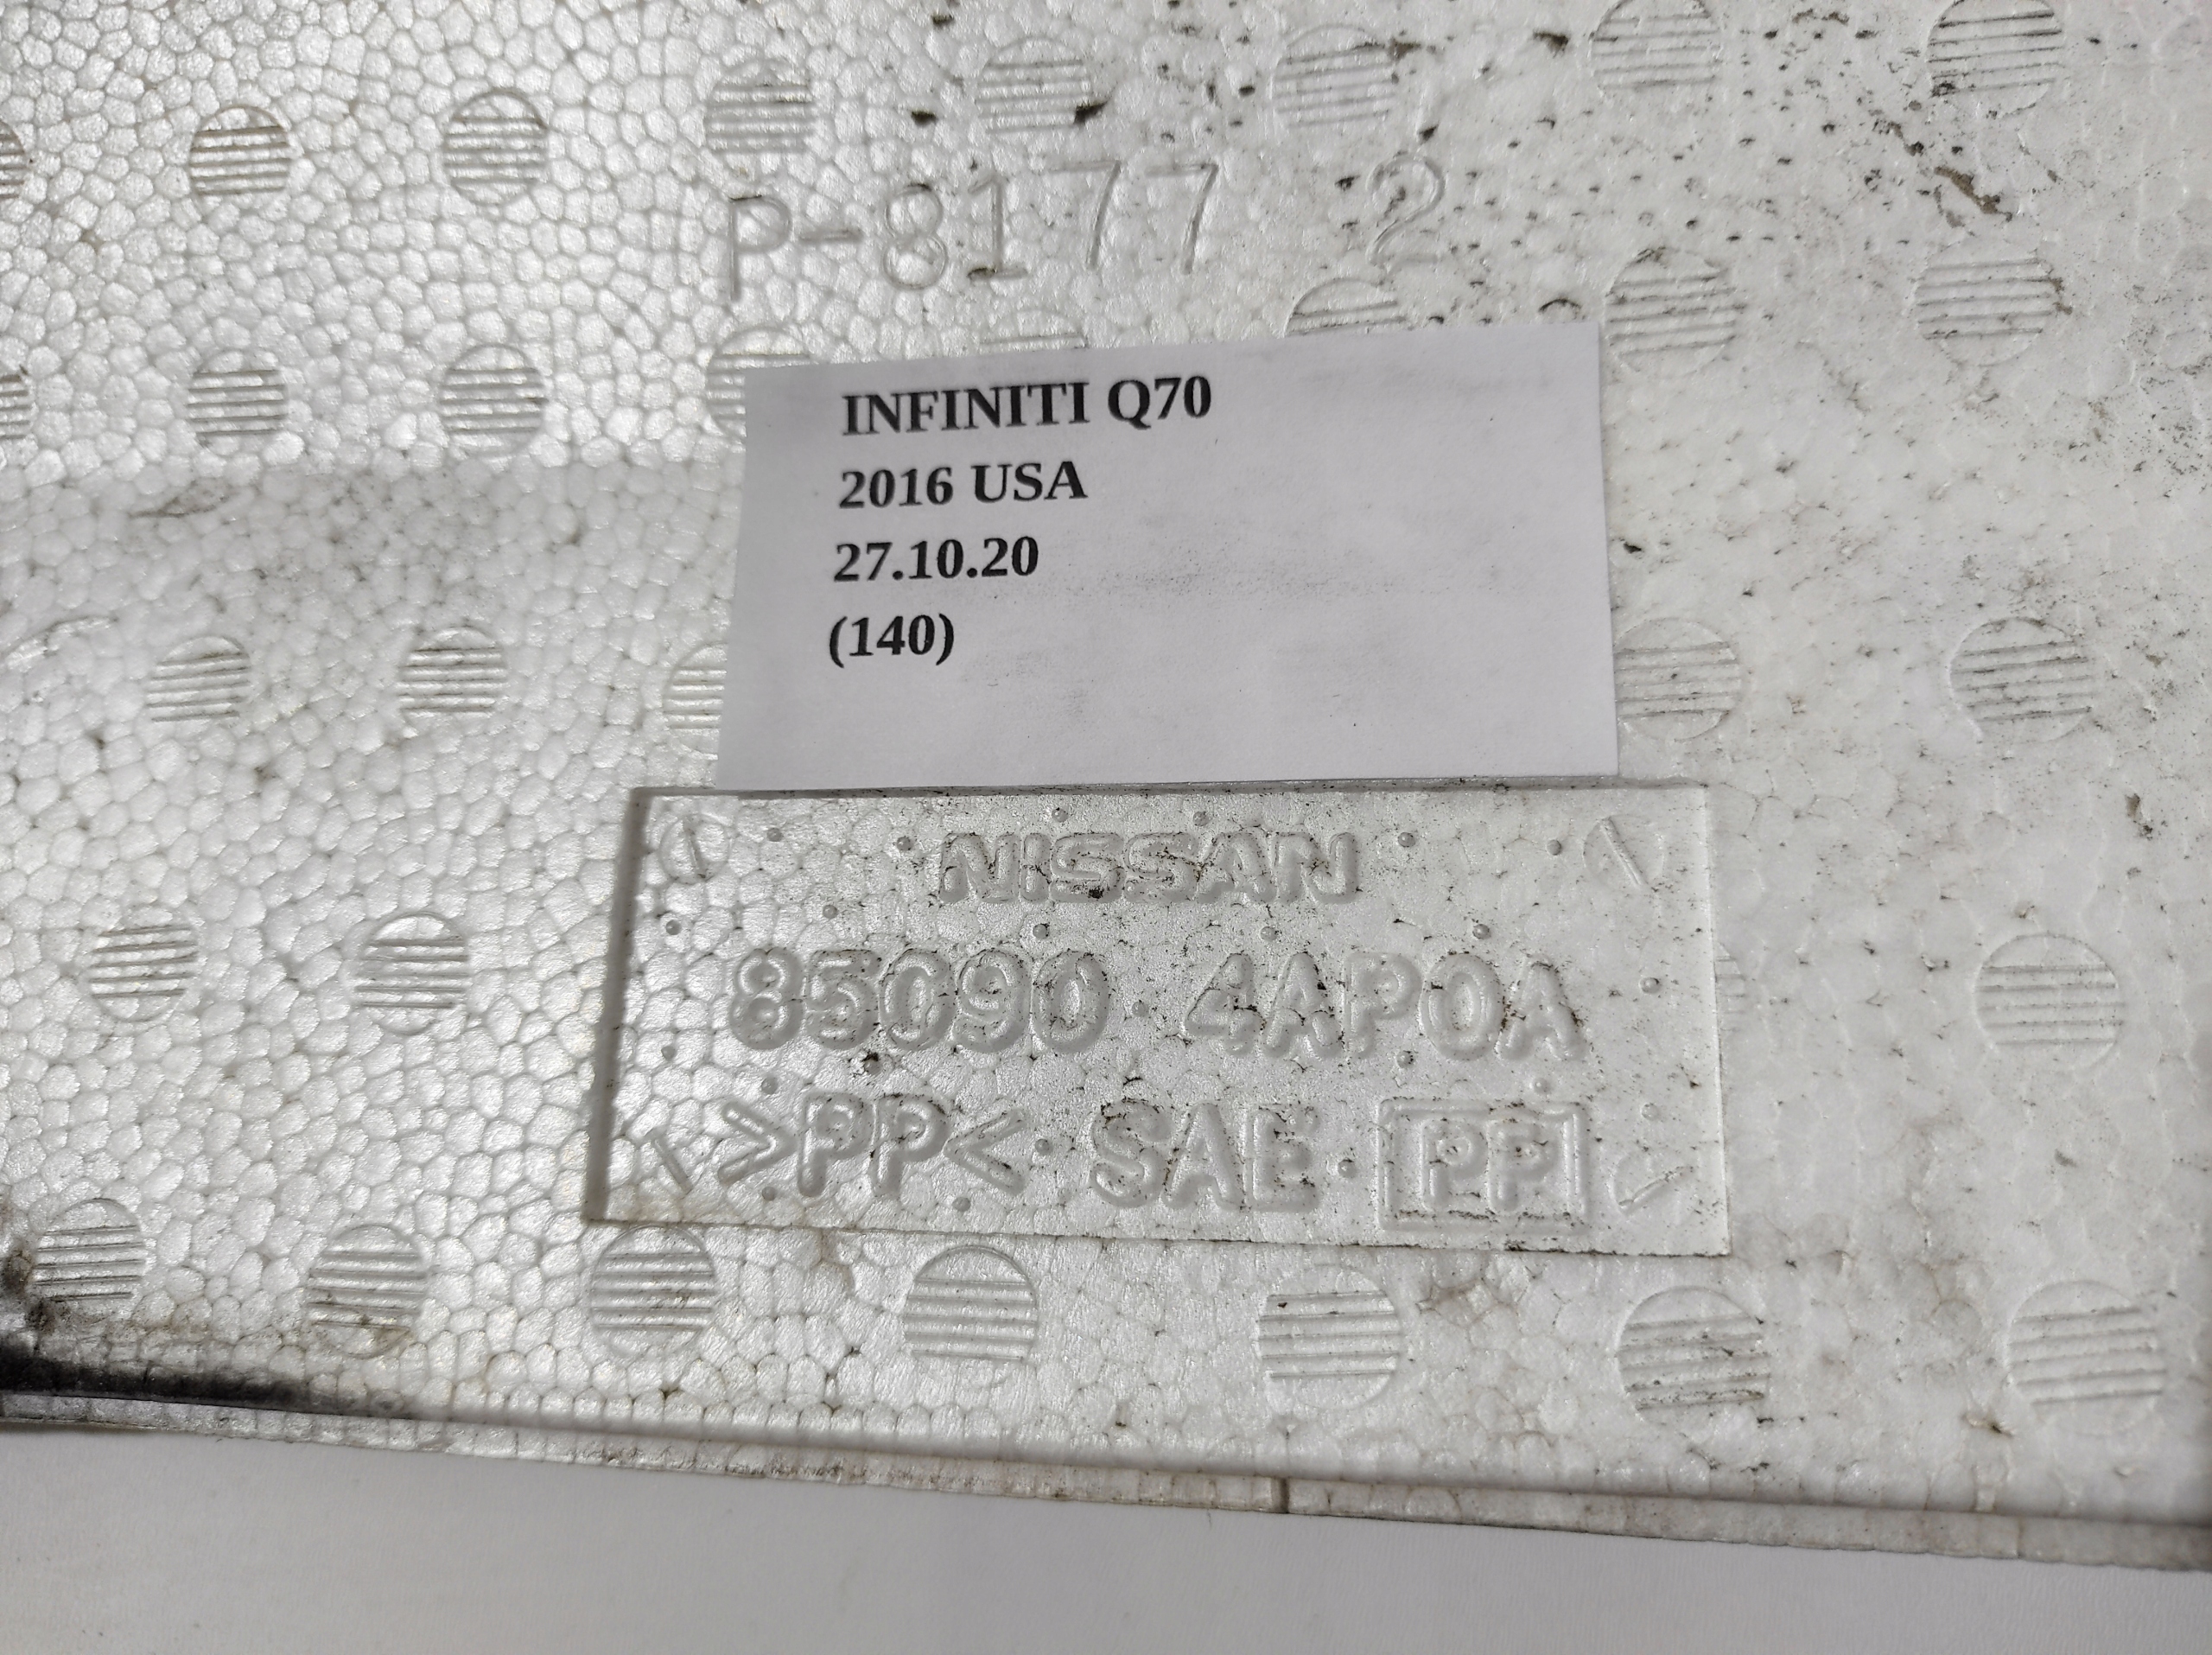 P-8177 2
INFINITI Q70
2016 USA
27.10.20
(140)
NISSAN
85090·4AP0A
>PP<·SAE·PP